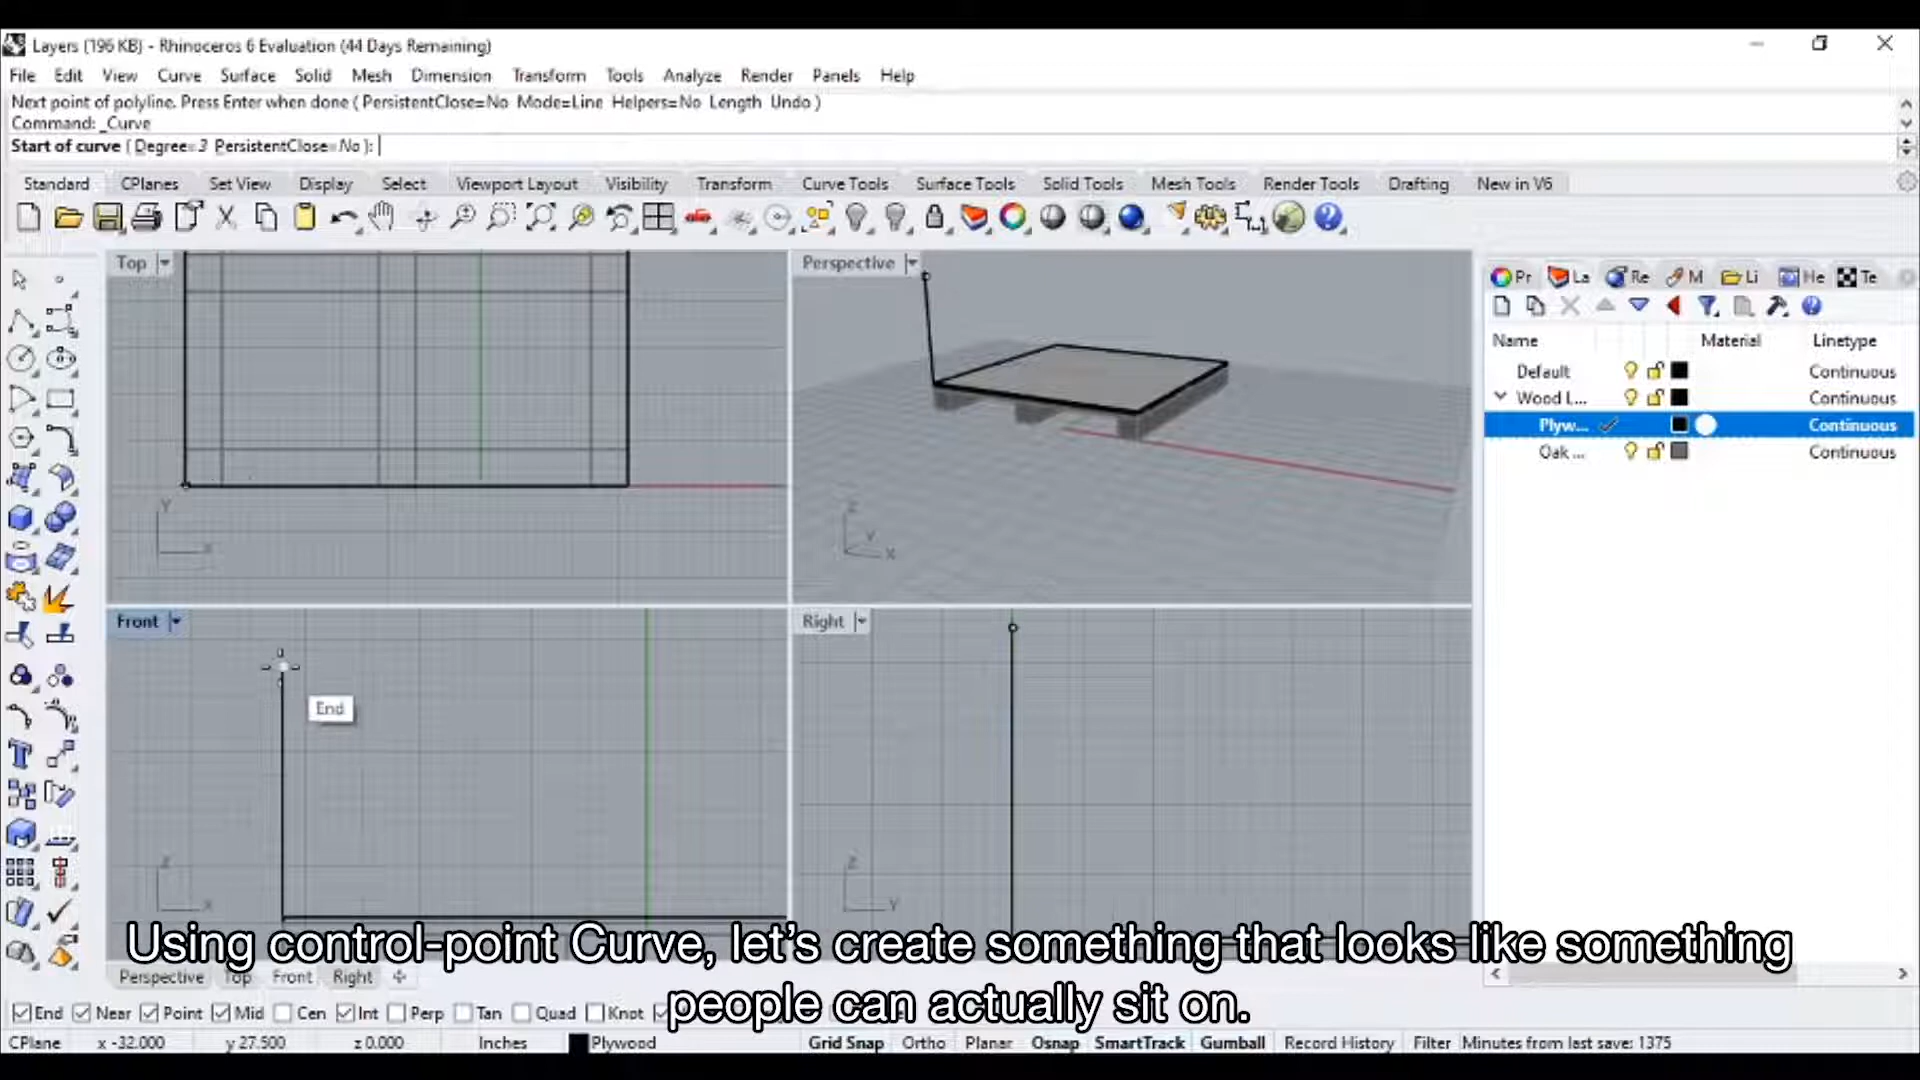 Layers (196 KB) - Rhinoceros 6 Evaluation (44 Days Remaining)
File Edit View Curve Surface Solid Mesh Dimension Transform Tools Analyze Render Panels Help
Next point of polyline. Press Enter when done ( PersistentClose=No Mode=Line Helpers=No Length Undo )
Command: _Curve
Start of curve ( Degree=3 PersistentClose=No ):
Standard CPlanes Set View Display Select Viewport Layout Visibility Transform Curve Tools Surface Tools Solid Tools Mesh Tools Render Tools Drafting New in V6
Top
Perspective
Pr La Re M Li He Te
Name Material Linetype
Default Continuous
Wood L... Continuous
Plyw... Continuous
Oak ... Continuous
Y
X
Z
Y
X
Front
Right
End
Z
X
Z
Y
Using control-point Curve, let's create something that looks like something
people can actually sit on.
Perspective Top Front Right
End Near Point Mid Cen Int Perp Tan Quad Knot
CPlane x -32.000 y 27.500 z 0.000 Inches Plywood Grid Snap Ortho Planar Osnap SmartTrack Gumball Record History Filter Minutes from last save: 1375